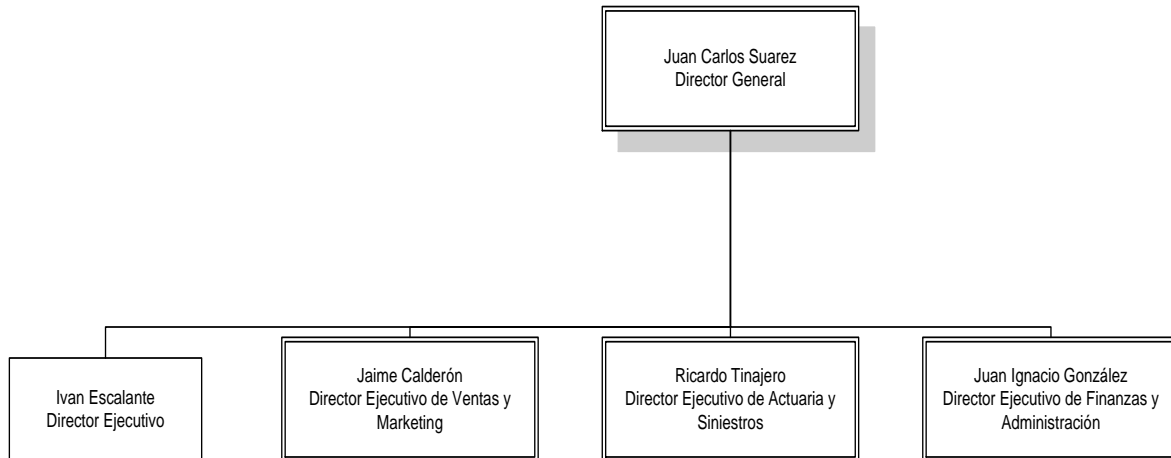 Juan Carlos Suarez
Director General
Ivan Escalante
Director Ejecutivo
Jaime Calderón
Director Ejecutivo de Ventas y
Marketing
Ricardo Tinajero
Director Ejecutivo de Actuaria y
Siniestros
Juan Ignacio González
Director Ejecutivo de Finanzas y
Administración